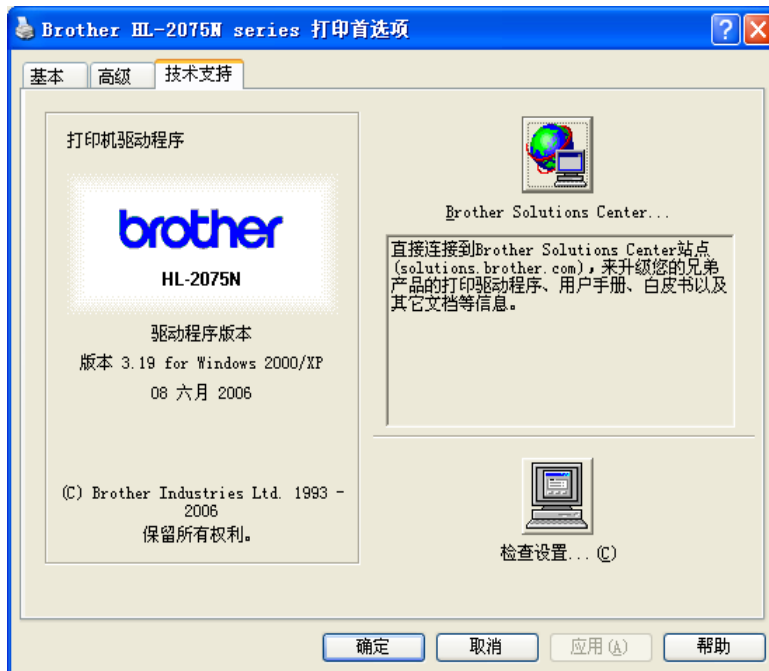 Brother HL-2075N series 打印首选项
基本
高级
技术支持
打印机驱动程序
brother
HL-2075N
驱动程序版本
版本 3.19 for Windows 2000/XP
08 六月 2006
(C) Brother Industries Ltd. 1993 -
2006
保留所有权利。
Brother Solutions Center...
直接连接到Brother Solutions Center站点
(solutions.brother.com)，来升级您的兄弟
产品的打印驱动程序、用户手册、白皮书以及
其它文档等信息。
检查设置...(C)
确定
取消
应用(A)
帮助